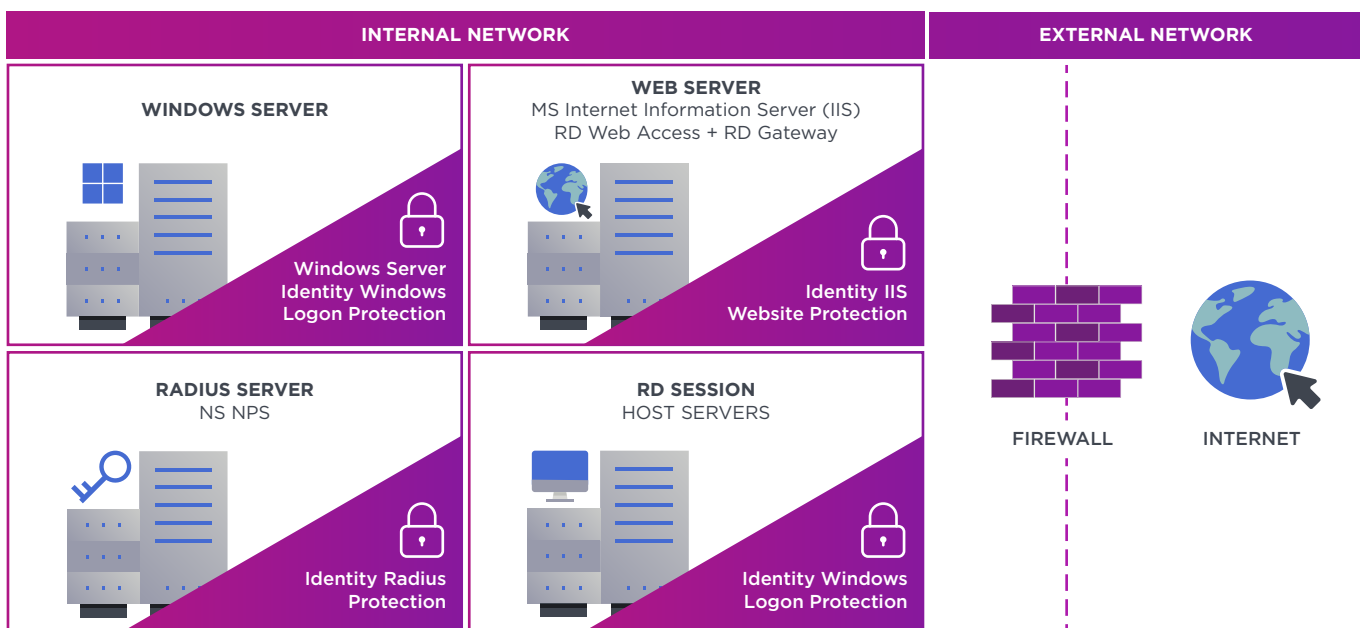 INTERNAL NETWORK
EXTERNAL NETWORK
WINDOWS SERVER
Windows Server
Identity Windows
Logon Protection
WEB SERVER
MS Internet Information Server (IIS)
RD Web Access + RD Gateway
Identity IIS
Website Protection
RADIUS SERVER
NS NPS
Identity Radius
Protection
RD SESSION
HOST SERVERS
Identity Windows
Logon Protection
FIREWALL
INTERNET